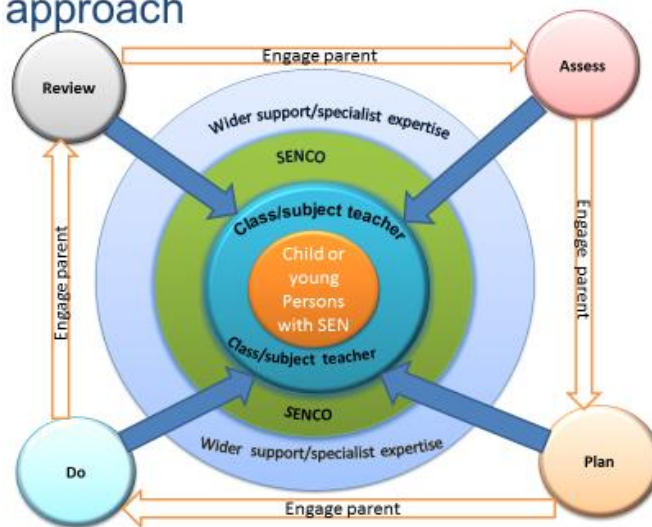 approach
Engage parent
Review
Assess
Wider support/specialist expertise
SENCO
Class/subject teacher
Child or
young
Persons
with SEN
Class/subject teacher
SENCO
Wider support/specialist expertise
Engage parent
Engage parent
Do
Plan
Engage parent